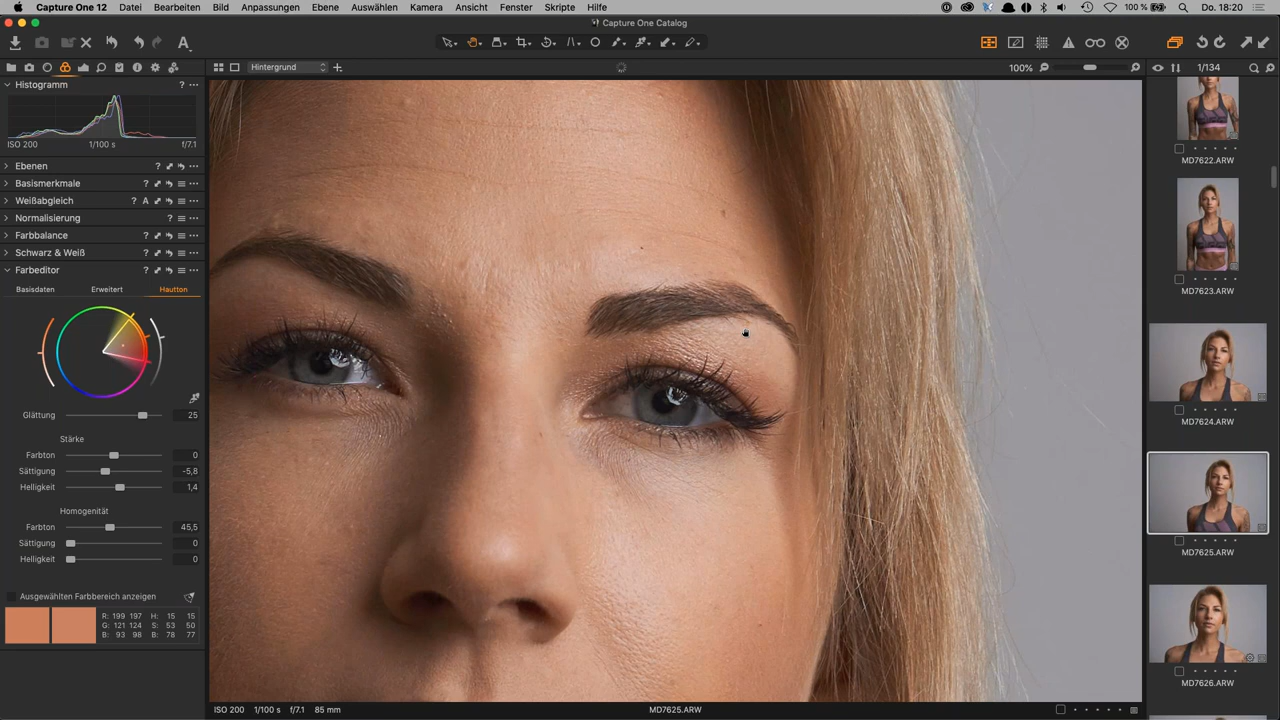 Capture One 12 Datei Bearbeiten Bild Anpassungen Ebene Auswählen Kamera Ansicht Fenster Skripte Hilfe 100 % Do. 18:20
Capture One Catalog
Hintergrund 100% 1/134
Histogramm ? ...
ISO 200 1/100 s f/7.1
Ebenen ? ...
Basismerkmale ? ...
Weißabgleich ? A ...
Normalisierung ? ...
Farbbalance ? ...
Schwarz & Weiß ? ...
Farbeditor ? ...
Basisdaten Erweitert Hautton
Glättung 25
Stärke
Farbton 0
Sättigung -5,8
Helligkeit 1,4
Homogenität
Farbton 45,5
Sättigung 0
Helligkeit 0
Ausgewählten Farbbereich anzeigen
R: 199 197 H: 15 15
G: 121 124 S: 53 50
B: 93 98 B: 78 77
ISO 200 1/100 s f/7.1 85 mm MD7625.ARW
MD7622.ARW
MD7623.ARW
MD7624.ARW
MD7625.ARW
MD7626.ARW